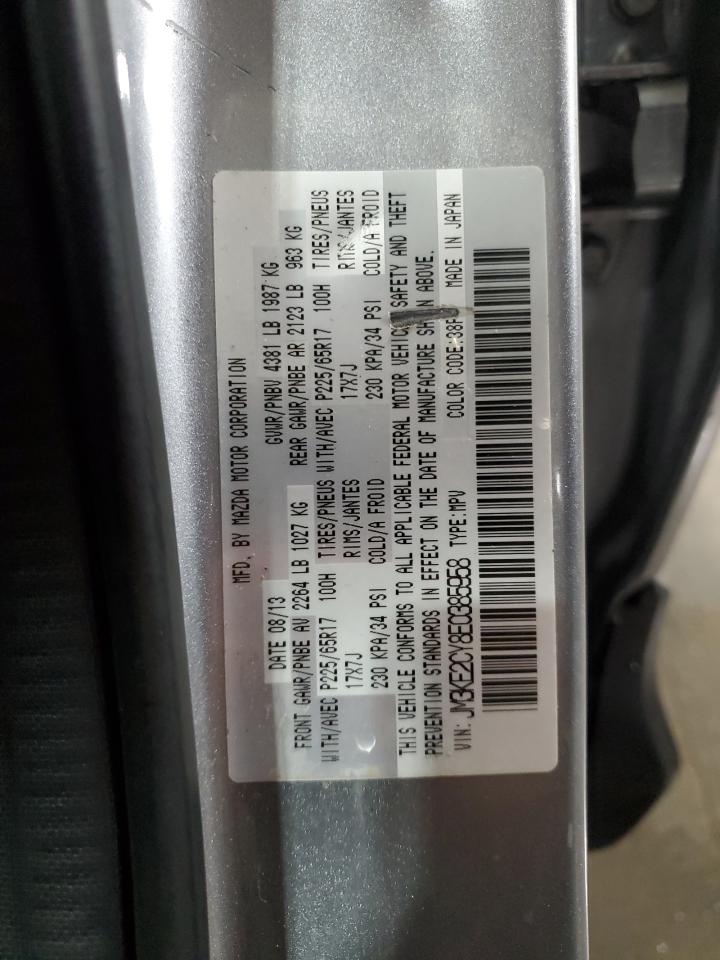 MFD. BY MAZDA MOTOR CORPORATION
DATE 08/13 GVWR/PNBV 4381 LB 1987 KG
FRONT GAWR/PNBE AV 2264 LB 1027 KG REAR GAWR/PNBE AR 2123 LB 963 KG
WITH/AVEC P225/65R17 100H TIRES/PNEUS WITH/AVEC P225/65R17 100H TIRES/PNEUS
17X7J RIMS/JANTES 17X7J RIMS/JANTES
230 KPA/34 PSI COLD/A FROID 230 KPA/34 PSI COLD/A FROID
THIS VEHICLE CONFORMS TO ALL APPLICABLE FEDERAL MOTOR VEHICLE SAFETY AND THEFT
PREVENTION STANDARDS IN EFFECT ON THE DATE OF MANUFACTURE SHOWN ABOVE.
VIN: JM3KE2CY8E0385958 TYPE:MPV COLOR CODE:38P MADE IN JAPAN